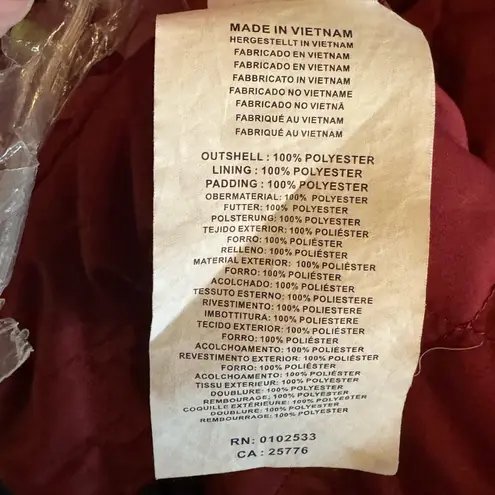 MADE IN VIETNAM
HERGESTELLT IN VIETNAM
FABRICADO EN VIETNAM
FABRICADO EN VIETNAM
FABBRICATO IN VIETNAM
FABRICADO NO VIETNAME
FABRICADO NO VIETNÃ
FABRIQUÉ AU VIETNAM
FABRIQUÉ AU VIETNAM
OUTSHELL : 100% POLYESTER
LINING : 100% POLYESTER
PADDING : 100% POLYESTER
OBERMATERIAL: 100% POLYESTER
FUTTER: 100% POLYESTER
POLSTERUNG: 100% POLYESTER
TEJIDO EXTERIOR: 100% POLIÉSTER
FORRO: 100% POLIÉSTER
RELLENO: 100% POLIÉSTER
MATERIAL EXTERIOR: 100% POLIÉSTER
FORRO: 100% POLIÉSTER
ACOLCHADO: 100% POLIÉSTER
TESSUTO ESTERNO: 100% POLIESTERE
RIVESTIMENTO: 100% POLIESTERE
IMBOTTITURA: 100% POLIESTERE
TECIDO EXTERIOR: 100% POLIÉSTER
FORRO: 100% POLIÉSTER
ACOLCHOAMENTO: 100% POLIÉSTER
REVESTIMENTO EXTERIOR: 100% POLIÉSTER
FORRO: 100% POLIÉSTER
ACOLCHOAMENTO: 100% POLIÉSTER
TISSU EXTERIEUR: 100% POLYESTER
DOUBLURE: 100% POLYESTER
REMBOURAGE: 100% POLYESTER
COQUILLE EXTÉRIEURE: 100% POLYESTER
DOUBLURE: 100% POLYESTER
REMBOURRAGE: 100% POLYESTER
RN: 0102533
CA : 25776